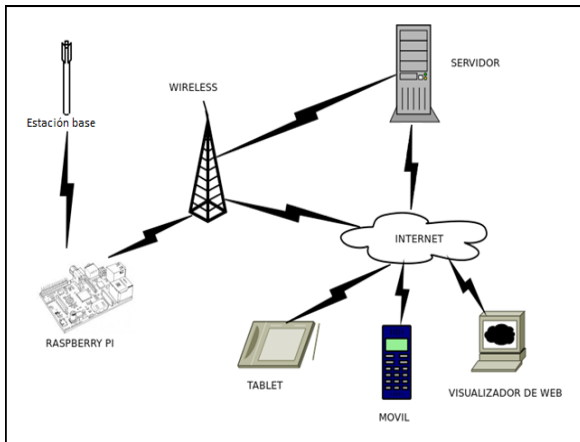 SERVIDOR
WIRELESS
Estación base
INTERNET
RASPBERRY PI
TABLET
MOVIL
VISUALIZADOR DE WEB